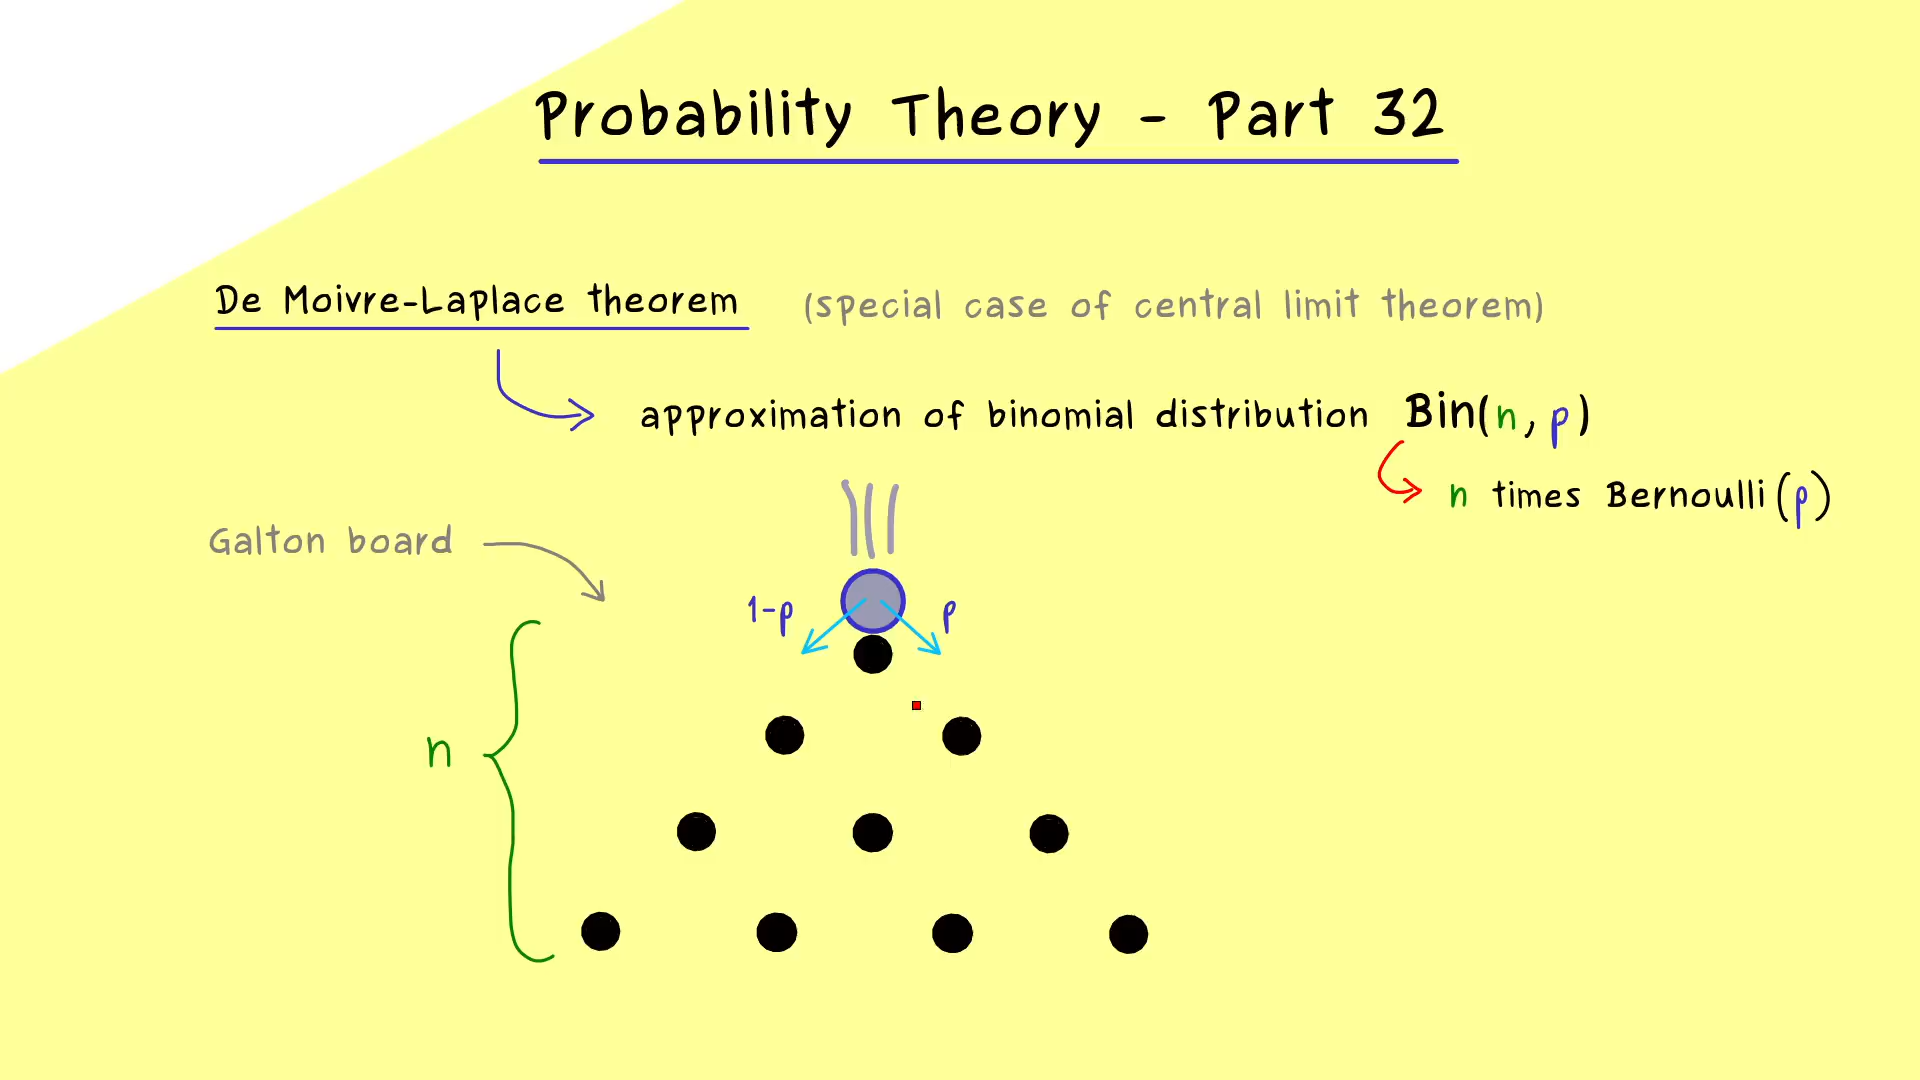 Probability Theory - Part 32
De Moivre-Laplace theorem (special case of central limit theorem)
approximation of binomial distribution Bin(n, p)
n times Bernoulli(p)
Galton board
1-p p
n